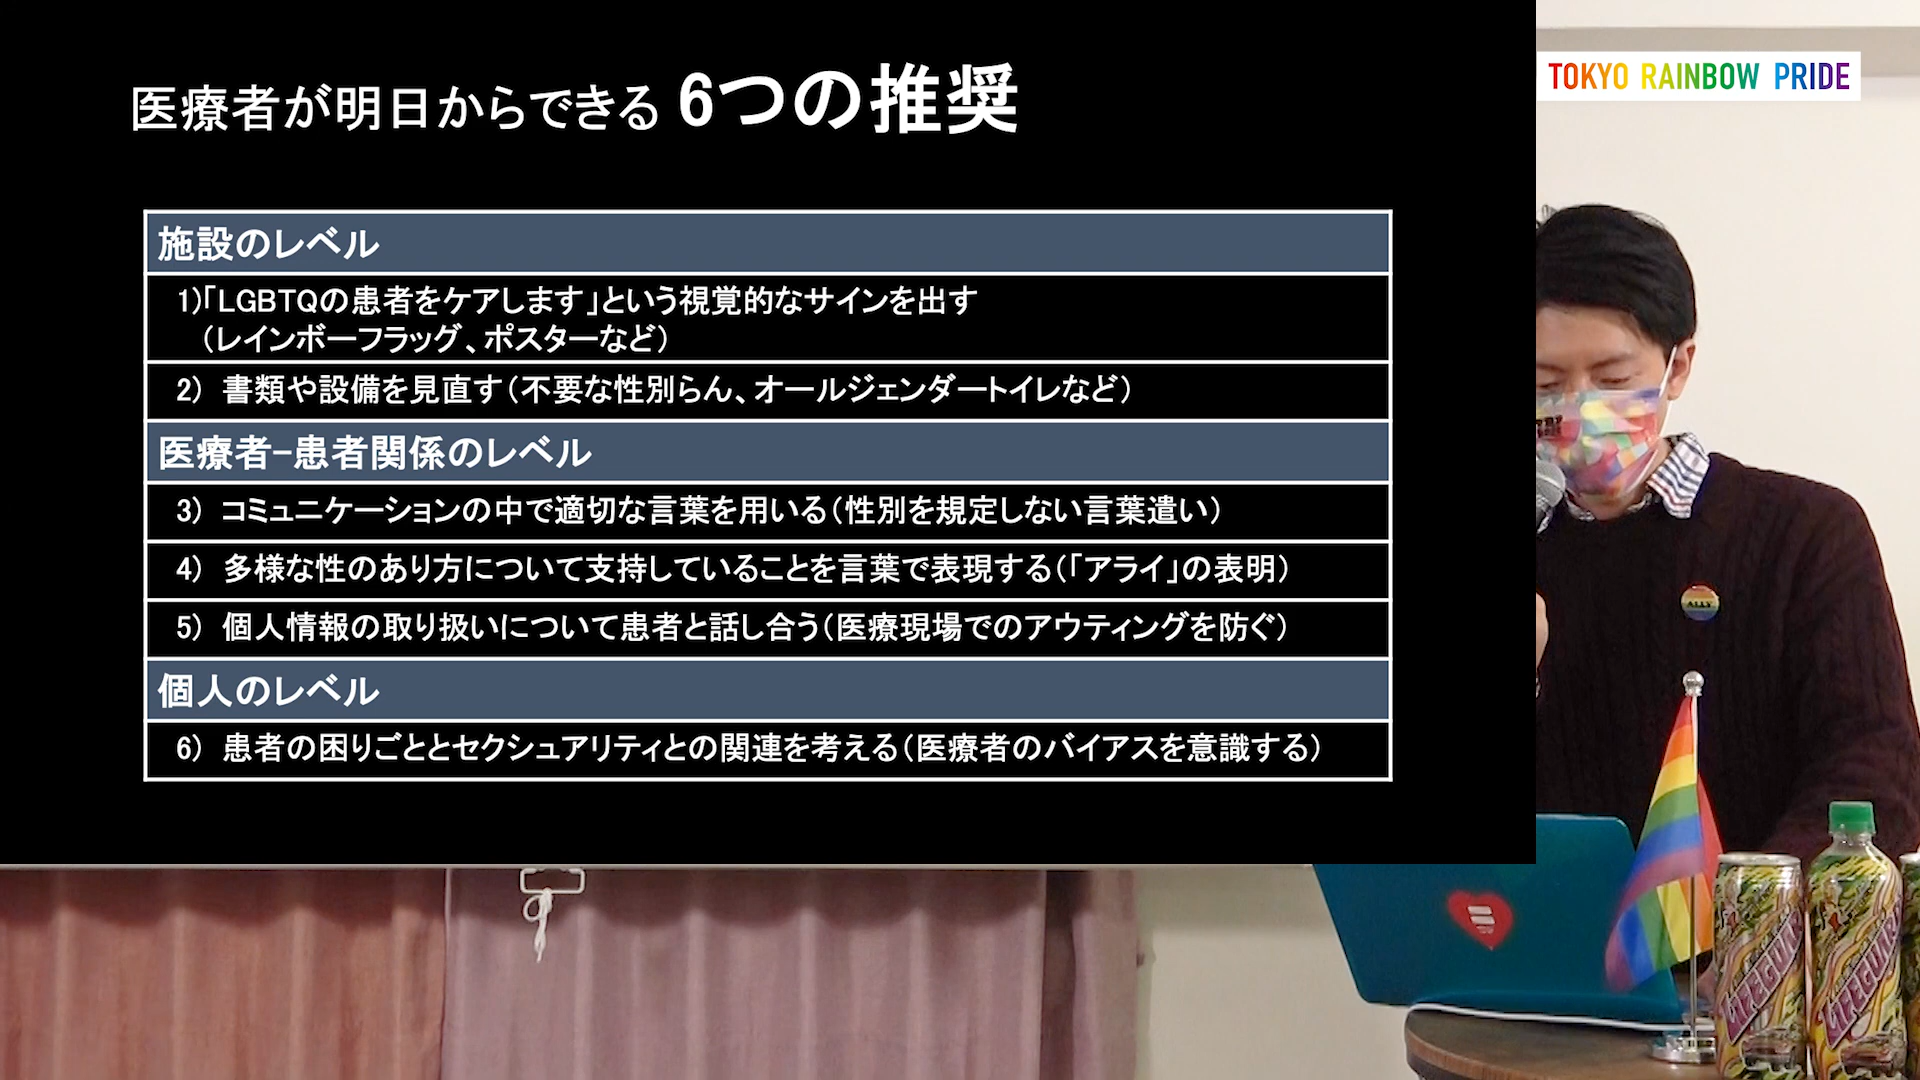 医療者が明日からできる 6つの推奨
TOKYO RAINBOW PRIDE
施設のレベル
1)「LGBTQの患者をケアします」という視覚的なサインを出す
(レインボーフラッグ、ポスターなど)
2) 書類や設備を見直す(不要な性別らん、オールジェンダートイレなど)
医療者-患者関係のレベル
3) コミュニケーションの中で適切な言葉を用いる(性別を規定しない言葉遣い)
4) 多様な性のあり方について支持していることを言葉で表現する(「アライ」の表明)
5) 個人情報の取り扱いについて患者と話し合う(医療現場でのアウティングを防ぐ)
個人のレベル
6) 患者の困りごととセクシュアリティとの関連を考える(医療者のバイアスを意識する)
ALLY
LIFEGUARD
LIFEGUARD